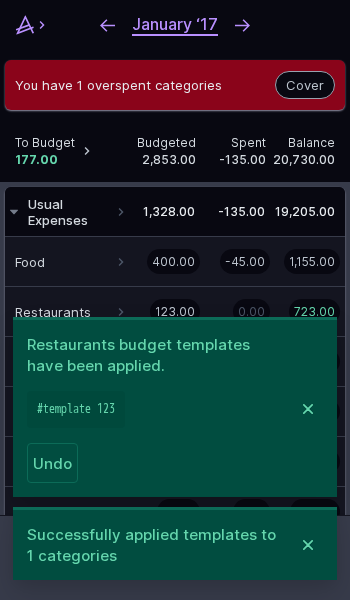 January ‘17
You have 1 overspent categories
Cover
To Budget Budgeted Spent Balance
177.00 2,853.00 -135.00 20,730.00
Usual
Expenses
1,328.00 -135.00 19,205.00
Food 400.00 -45.00 1,155.00
Restaurants 123.00 0.00 723.00
Restaurants budget templates
have been applied.
#template 123
Undo
Successfully applied templates to
1 categories